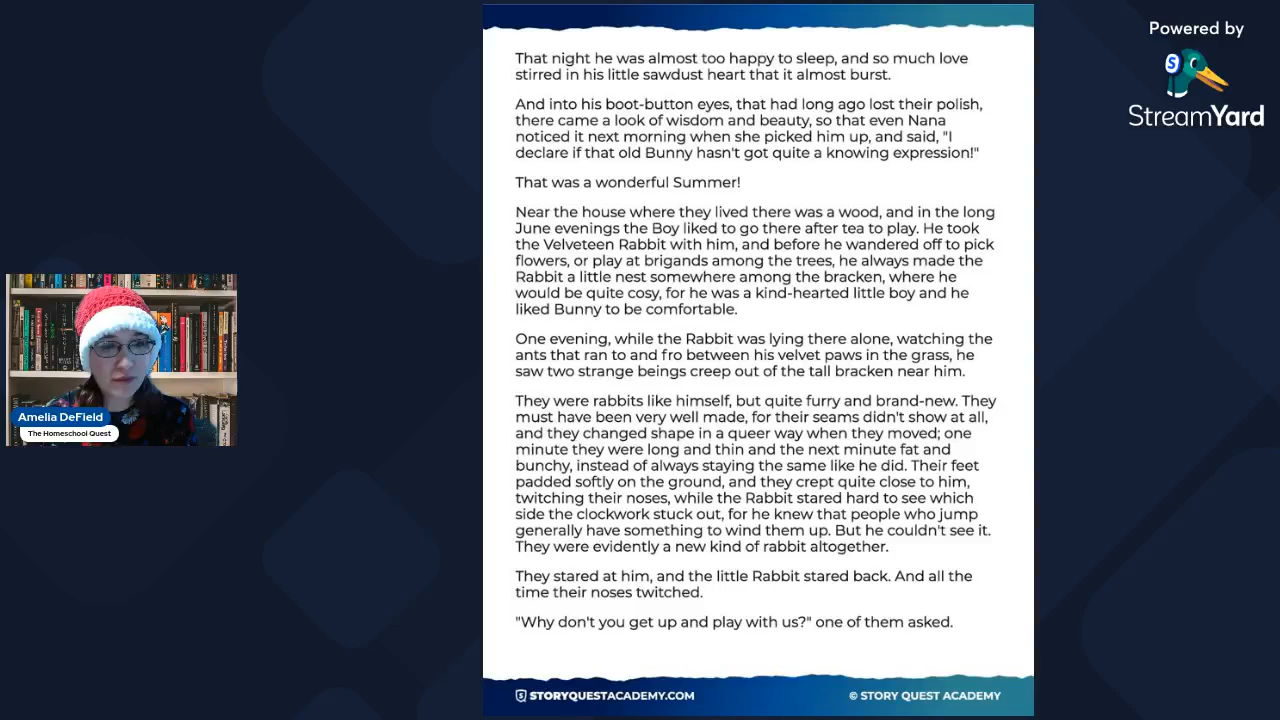 Powered by
StreamYard
That night he was almost too happy to sleep, and so much love
stirred in his little sawdust heart that it almost burst.
And into his boot-button eyes, that had long ago lost their polish,
there came a look of wisdom and beauty, so that even Nana
noticed it next morning when she picked him up, and said, "I
declare if that old Bunny hasn't got quite a knowing expression!"
That was a wonderful Summer!
Near the house where they lived there was a wood, and in the long
June evenings the Boy liked to go there after tea to play. He took
the Velveteen Rabbit with him, and before he wandered off to pick
flowers, or play at brigands among the trees, he always made the
Rabbit a little nest somewhere among the bracken, where he
would be quite cosy, for he was a kind-hearted little boy and he
liked Bunny to be comfortable.
One evening, while the Rabbit was lying there alone, watching the
ants that ran to and fro between his velvet paws in the grass, he
saw two strange beings creep out of the tall bracken near him.
They were rabbits like himself, but quite furry and brand-new. They
must have been very well made, for their seams didn't show at all,
and they changed shape in a queer way when they moved; one
minute they were long and thin and the next minute fat and
bunchy, instead of always staying the same like he did. Their feet
padded softly on the ground, and they crept quite close to him,
twitching their noses, while the Rabbit stared hard to see which
side the clockwork stuck out, for he knew that people who jump
generally have something to wind them up. But he couldn't see it.
They were evidently a new kind of rabbit altogether.
They stared at him, and the little Rabbit stared back. And all the
time their noses twitched.
"Why don't you get up and play with us?" one of them asked.
Amelia DeField
The Homeschool Quest
STORYQUESTACADEMY.COM
© STORY QUEST ACADEMY